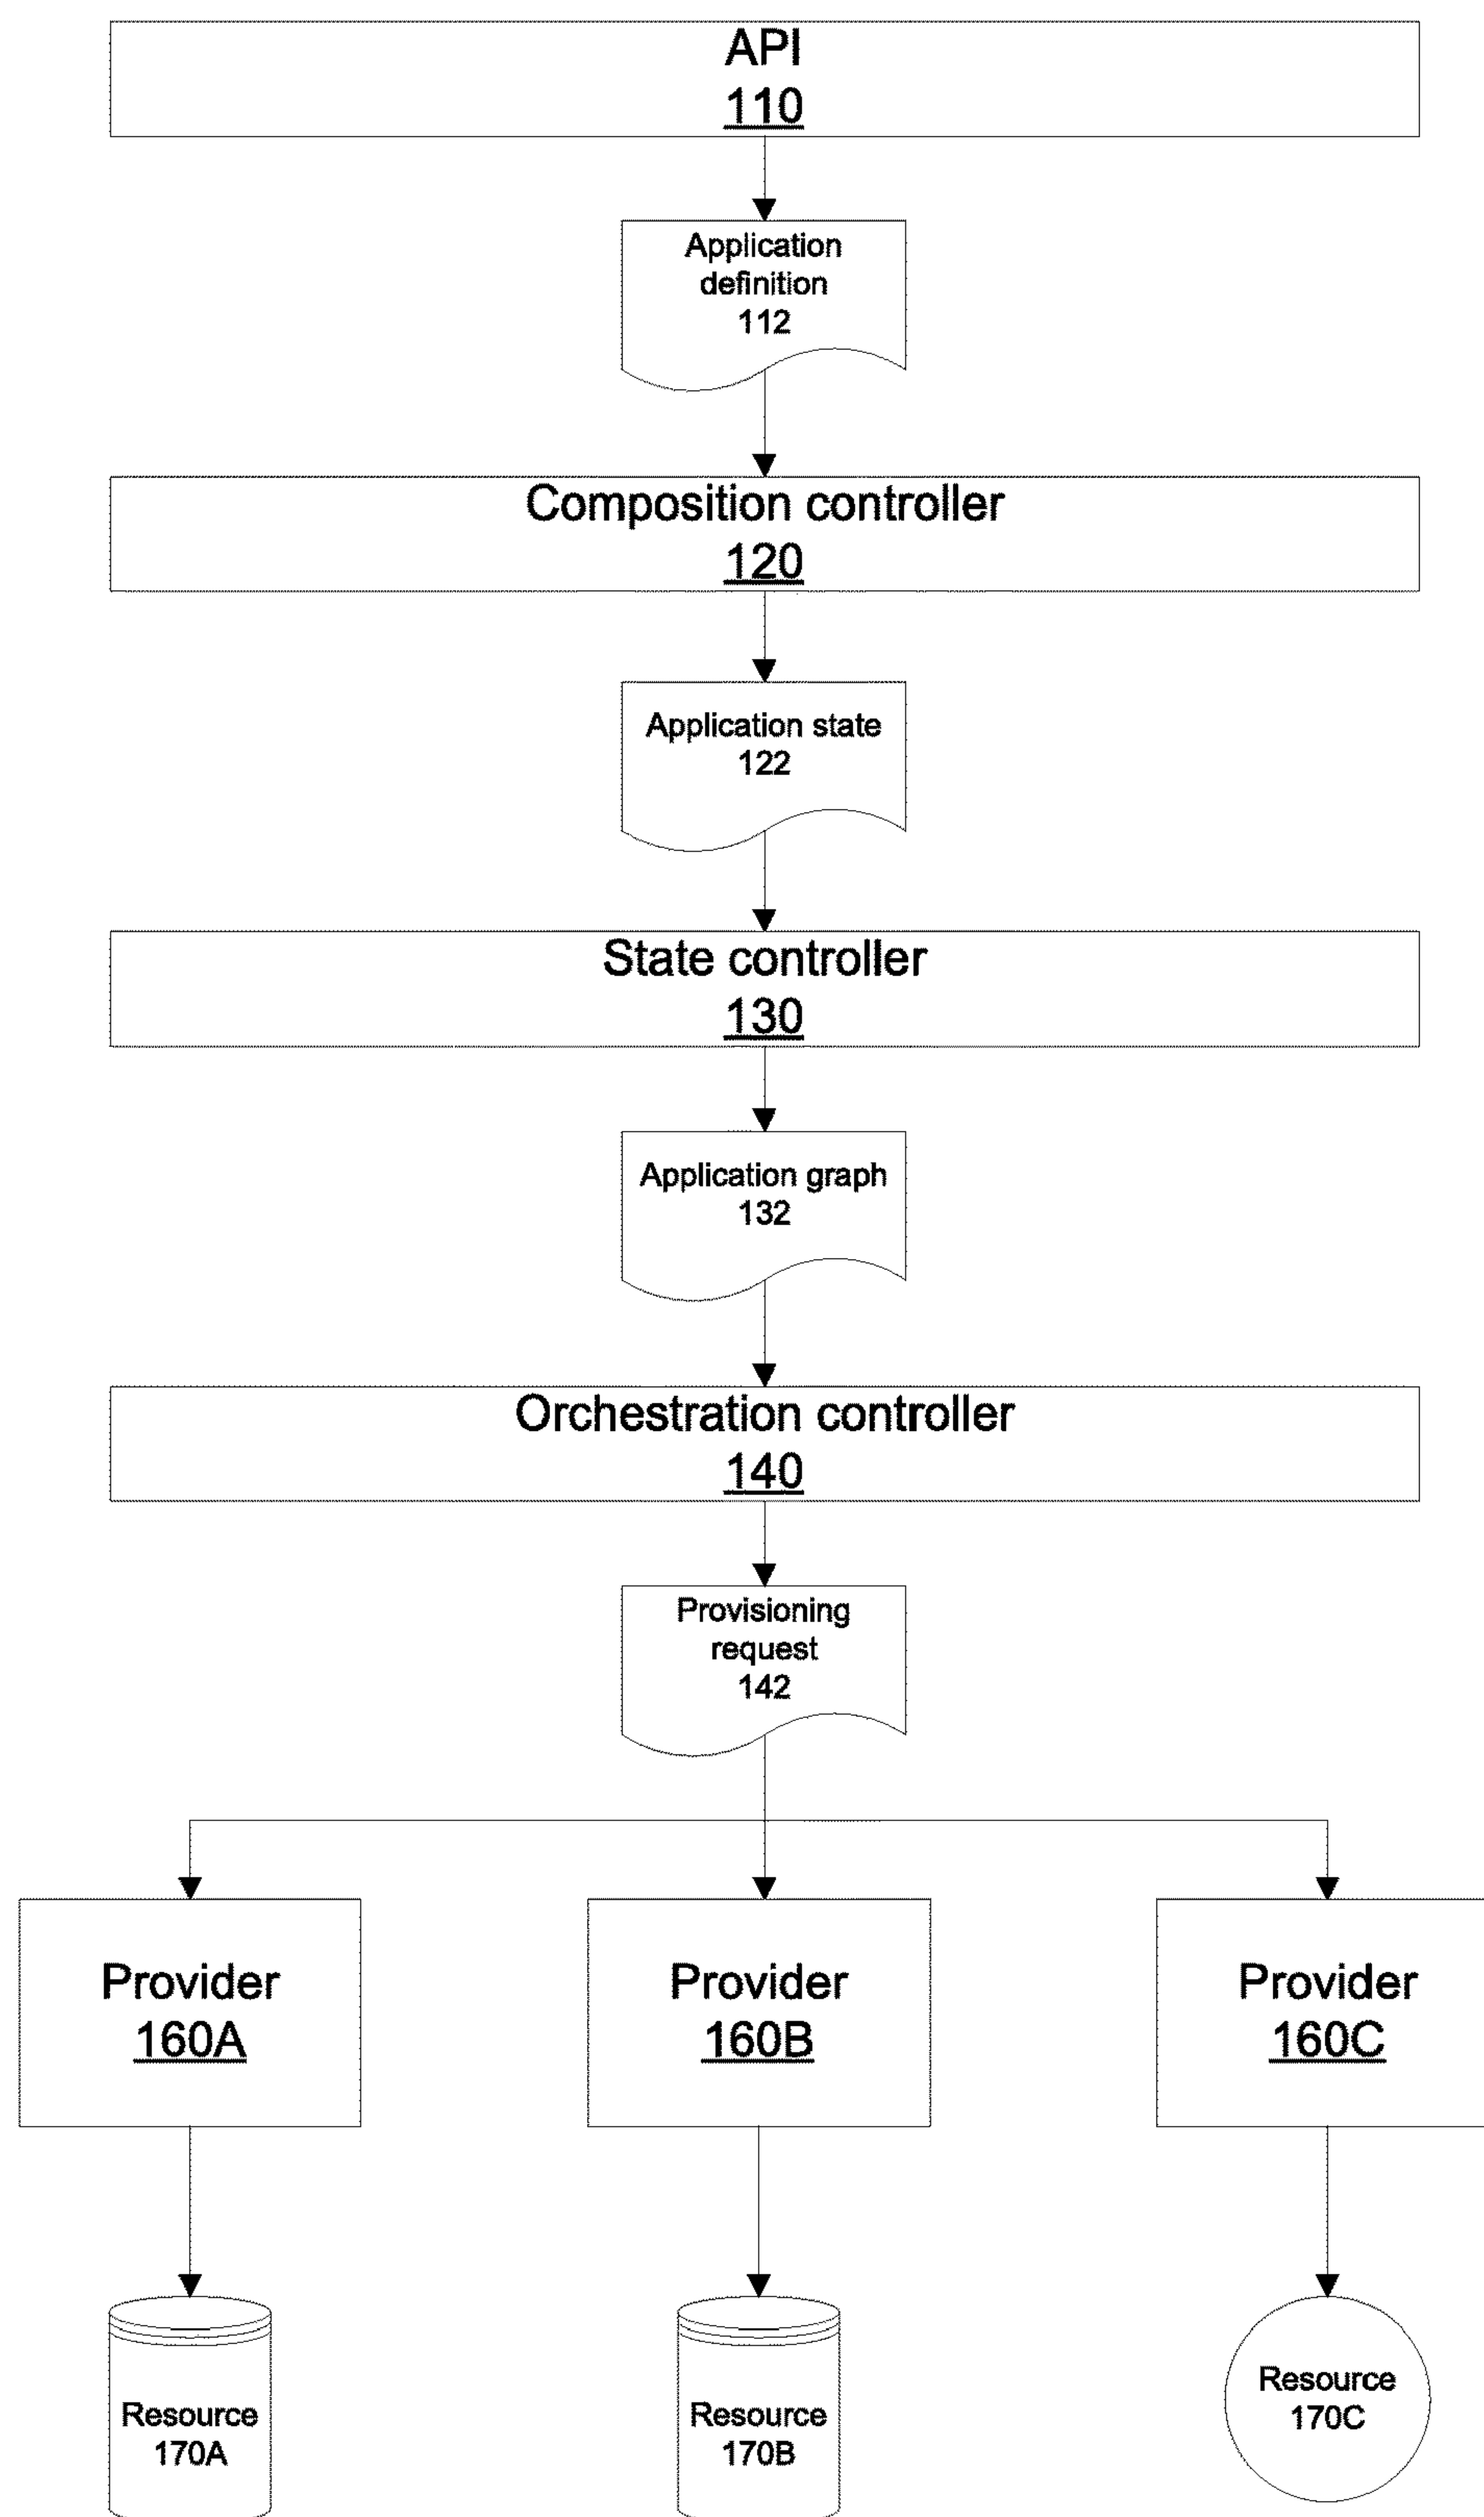 API
110
Application
definition
112
Composition controller
120
Application state
122
State controller
130
Application graph
132
Orchestration controller
140
Provisioning
request
142
Provider
160A
Provider
160B
Provider
160C
Resource
170A
Resource
170B
Resource
170C